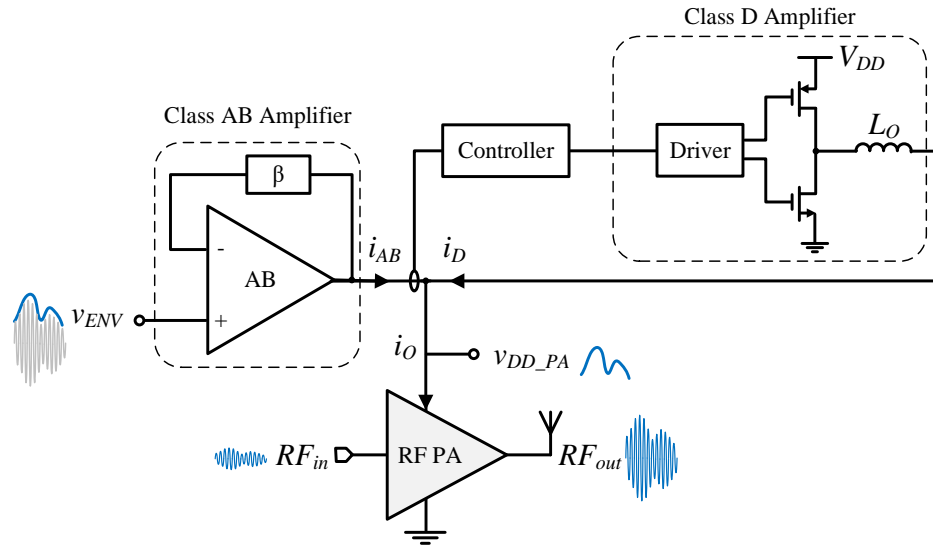 Class D Amplifier
V_DD
Class AB Amplifier
β
Controller
Driver
L_O
-
AB
+
i_AB
i_D
v_ENV
i_O
v_DD_PA
RF_in
RF PA
RF_out